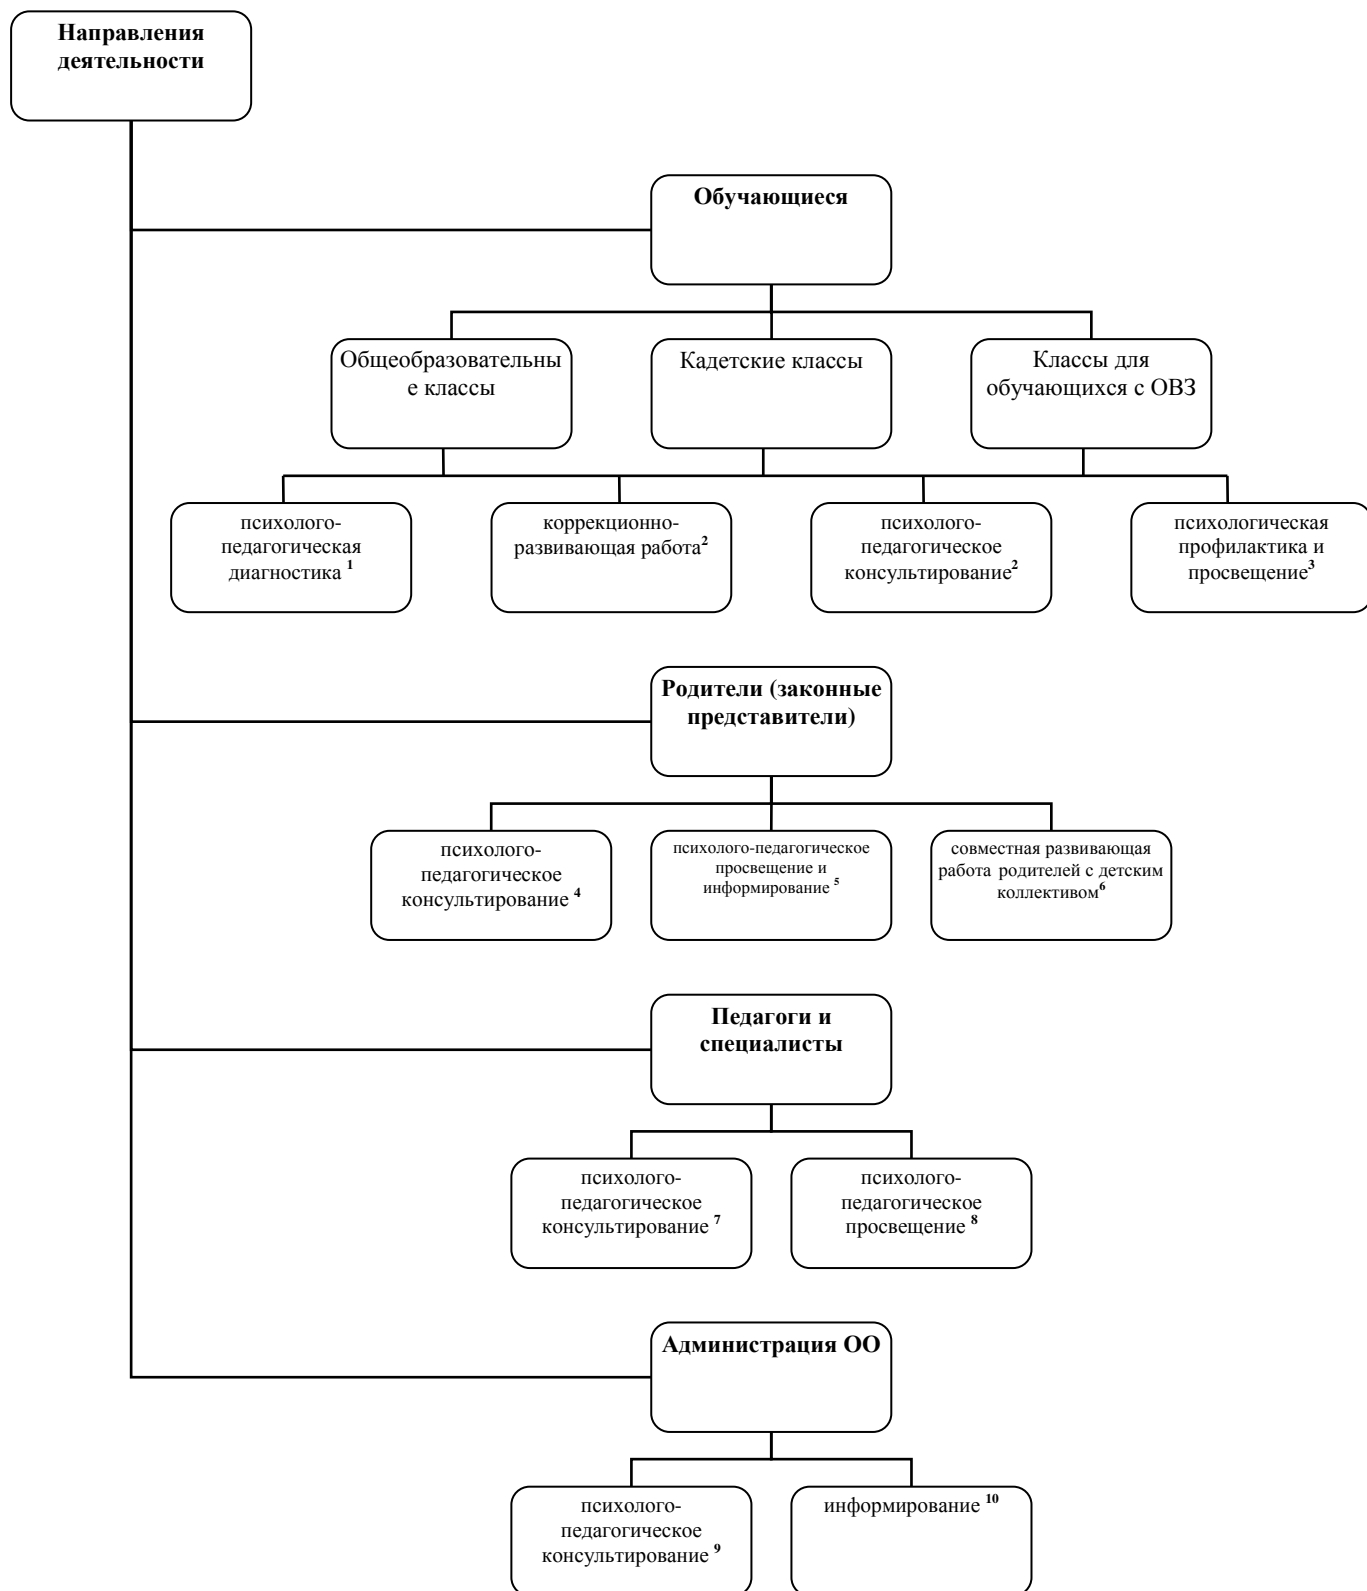 Направления
деятельности
Обучающиеся
Общеобразовательны
е классы
Кадетские классы
Классы для
обучающихся с ОВЗ
психолого-
педагогическая
диагностика 1
коррекционно-
развивающая работа2
психолого-
педагогическое
консультирование2
психологическая
профилактика и
просвещение3
Родители (законные
представители)
психолого-
педагогическое
консультирование 4
психолого-педагогическое
просвещение и
информирование 5
совместная развивающая
работа родителей с детским
коллективом6
Педагоги и
специалисты
психолого-
педагогическое
консультирование 7
психолого-
педагогическое
просвещение 8
Администрация ОО
психолого-
педагогическое
консультирование 9
информирование 10